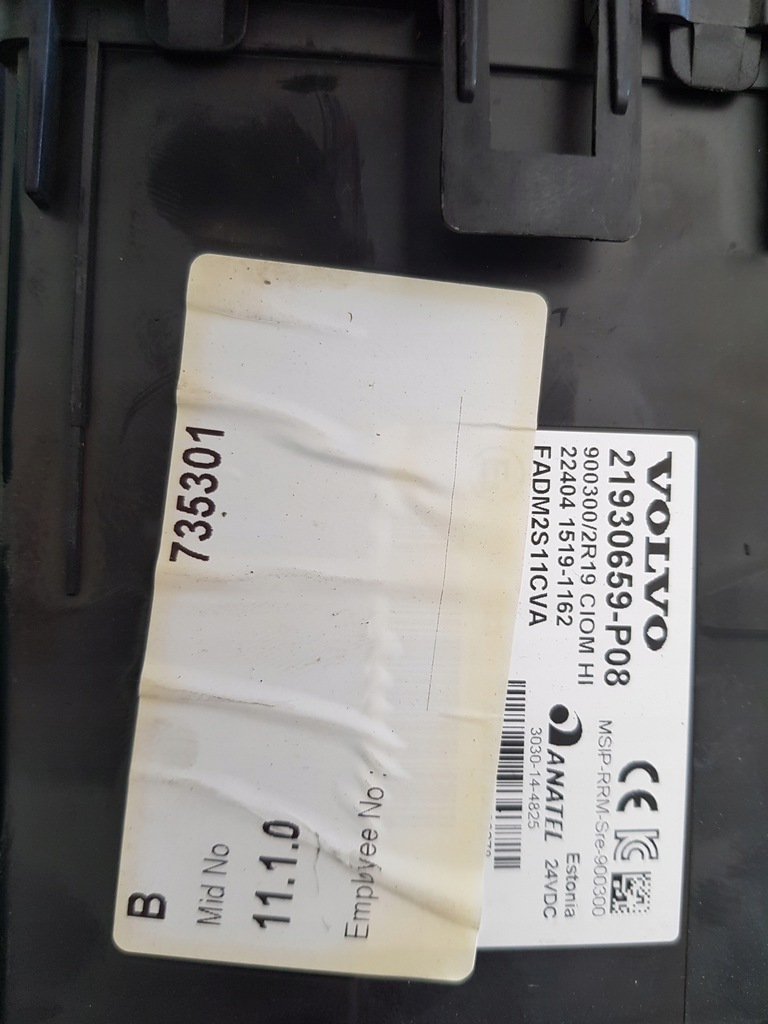 VOLVO
21930659-P08
900300/2R19 CIOM HI
22404 1519-1162
FADM2S11CVA
CE
MSIP-RRM-Sre-900300
ANATEL
3030-14-4825
Estonia
24VDC
735301
B
Mid No
11.1.0
Employee No: